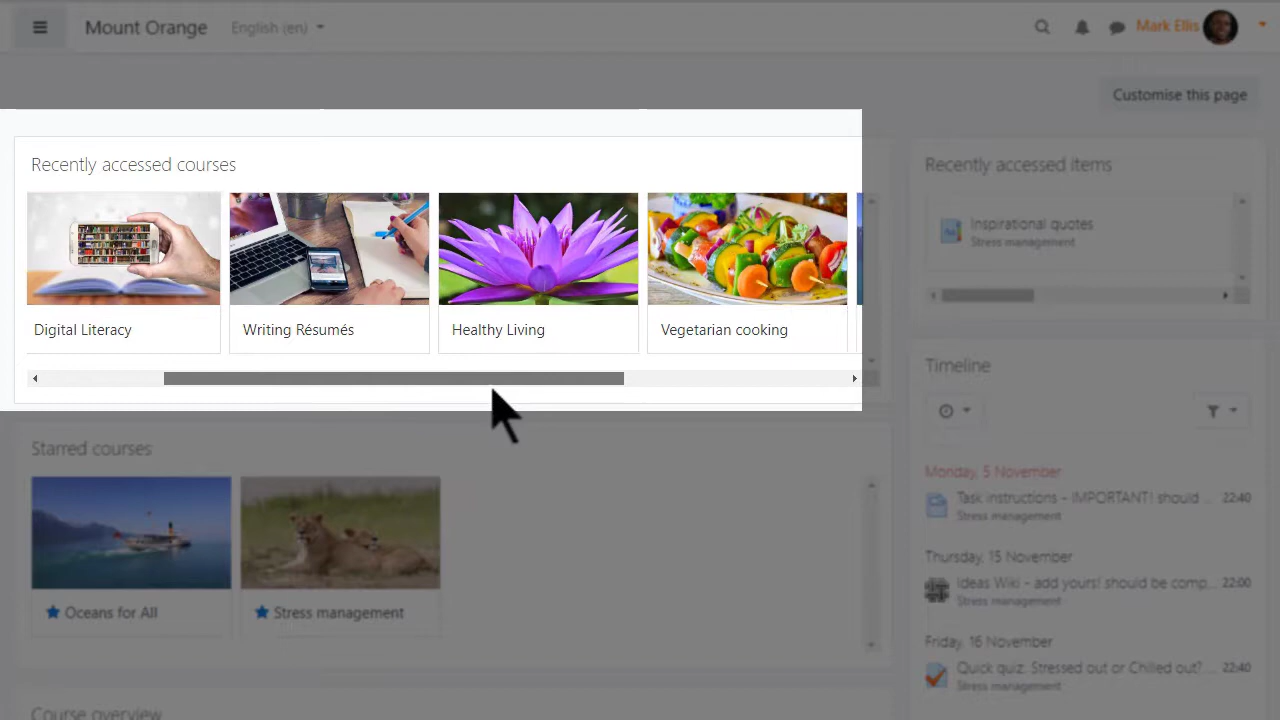 Mount Orange
English (en)
Mark Ellis
Customise this page
Recently accessed courses
Digital Literacy
Writing Résumés
Healthy Living
Vegetarian cooking
Starred courses
Oceans for All
Stress management
Course overview
Recently accessed items
Inspirational quotes
Stress management
Timeline
Monday, 5 November
Task instructions - IMPORTANT! should ... 22:40
Stress management
Thursday, 15 November
Ideas Wiki - add yours! should be comp... 22:00
Stress management
Friday, 16 November
Quick quiz: Stressed out or Chilled out? ... 22:40
Stress management